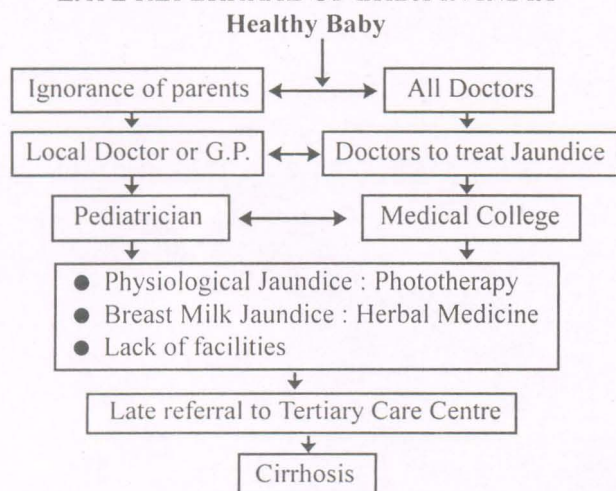 Healthy Baby
Ignorance of parents
All Doctors
Local Doctor or G.P.
Doctors to treat Jaundice
Pediatrician
Medical College
● Physiological Jaundice : Phototherapy
● Breast Milk Jaundice : Herbal Medicine
● Lack of facilities
Late referral to Tertiary Care Centre
Cirrhosis